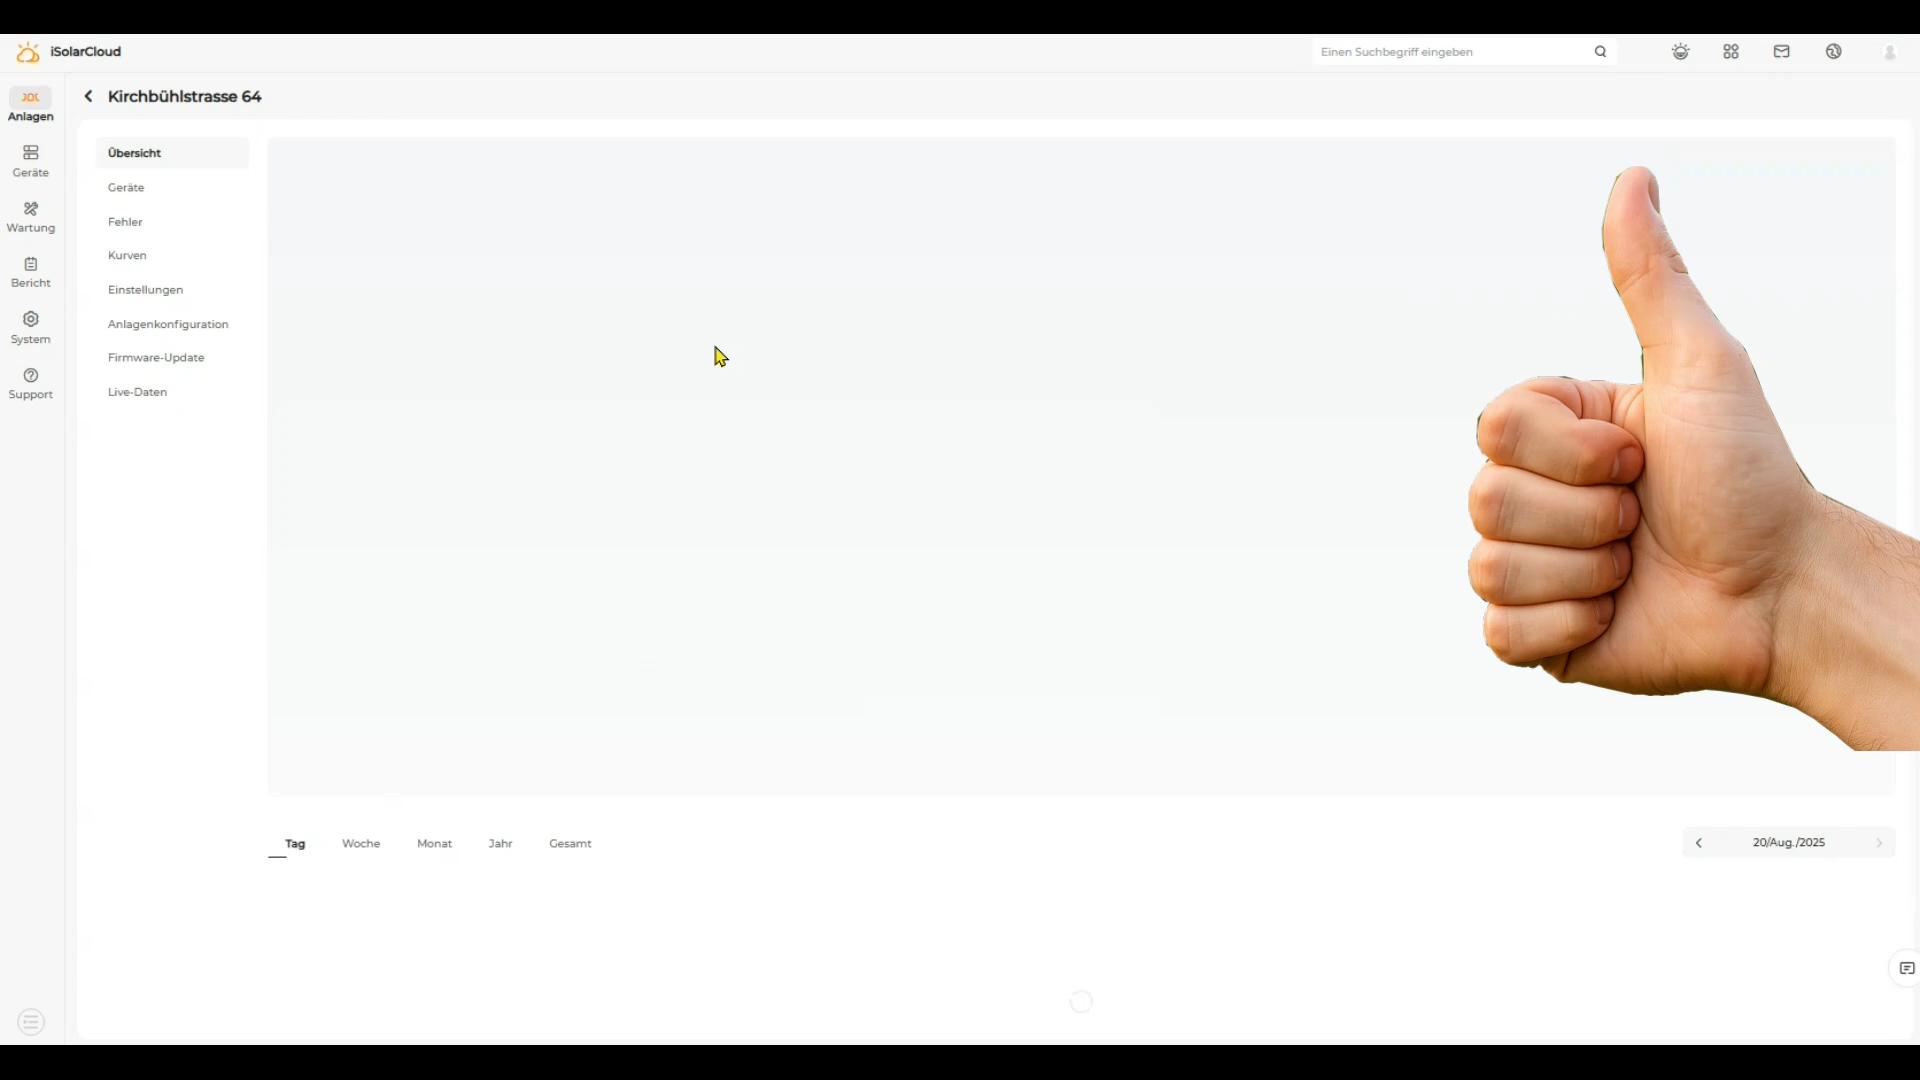 iSolarCloud
Einen Suchbegriff eingeben
Kirchbühlstrasse 64
Anlagen
Geräte
Wartung
Bericht
System
Support
Übersicht
Geräte
Fehler
Kurven
Einstellungen
Anlagenkonfiguration
Firmware-Update
Live-Daten
Tag Woche Monat Jahr Gesamt
20/Aug./2025